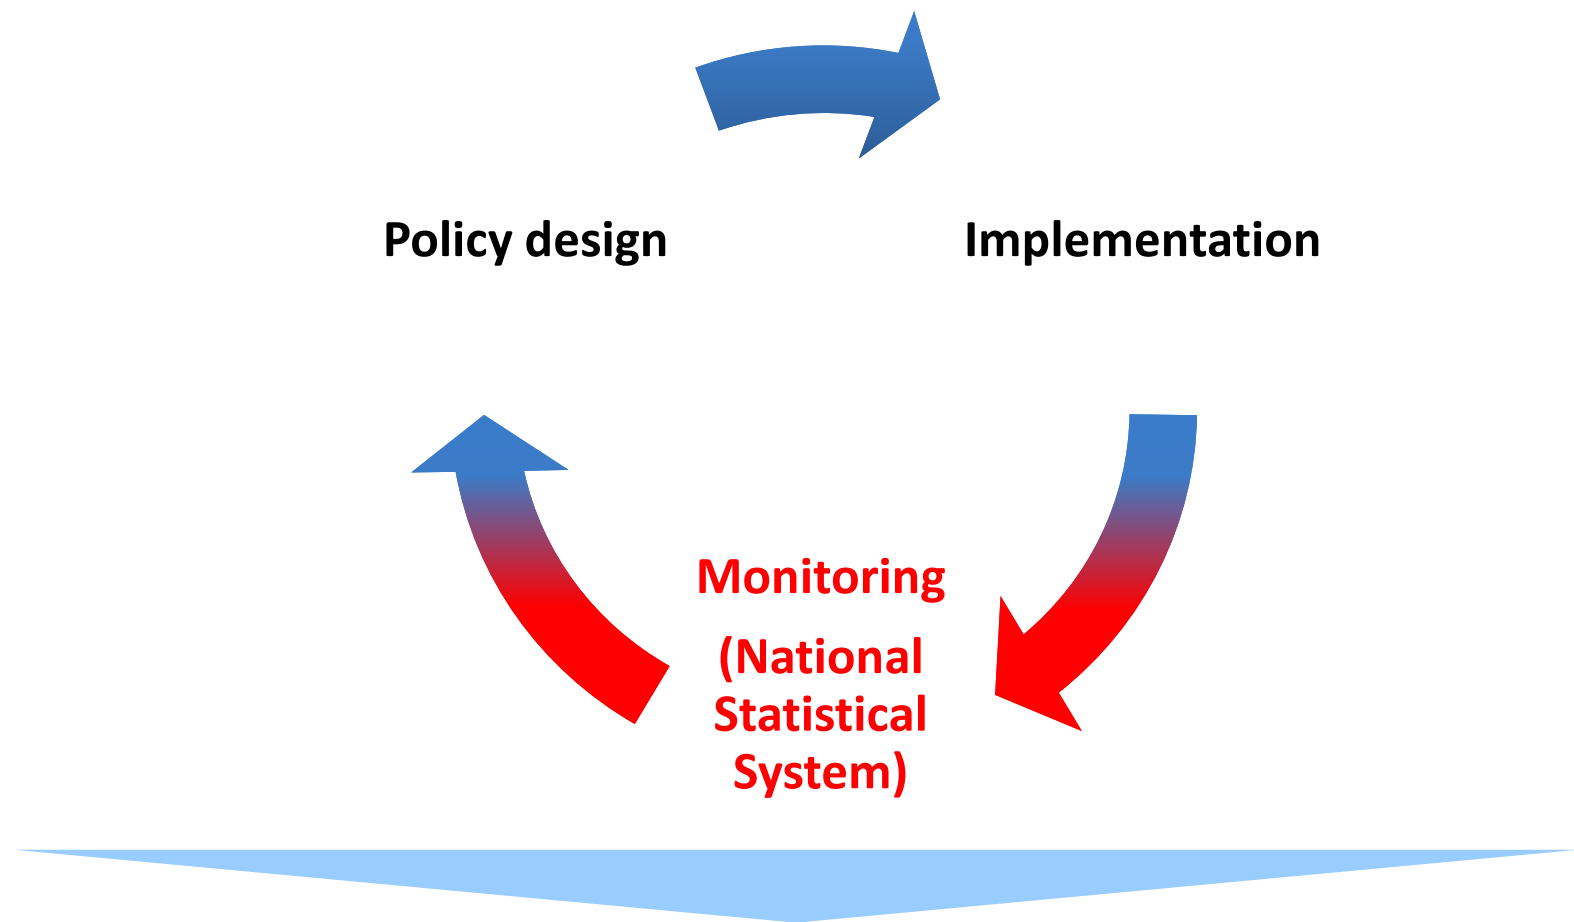 Policy design
Implementation
Monitoring
(National
Statistical
System)